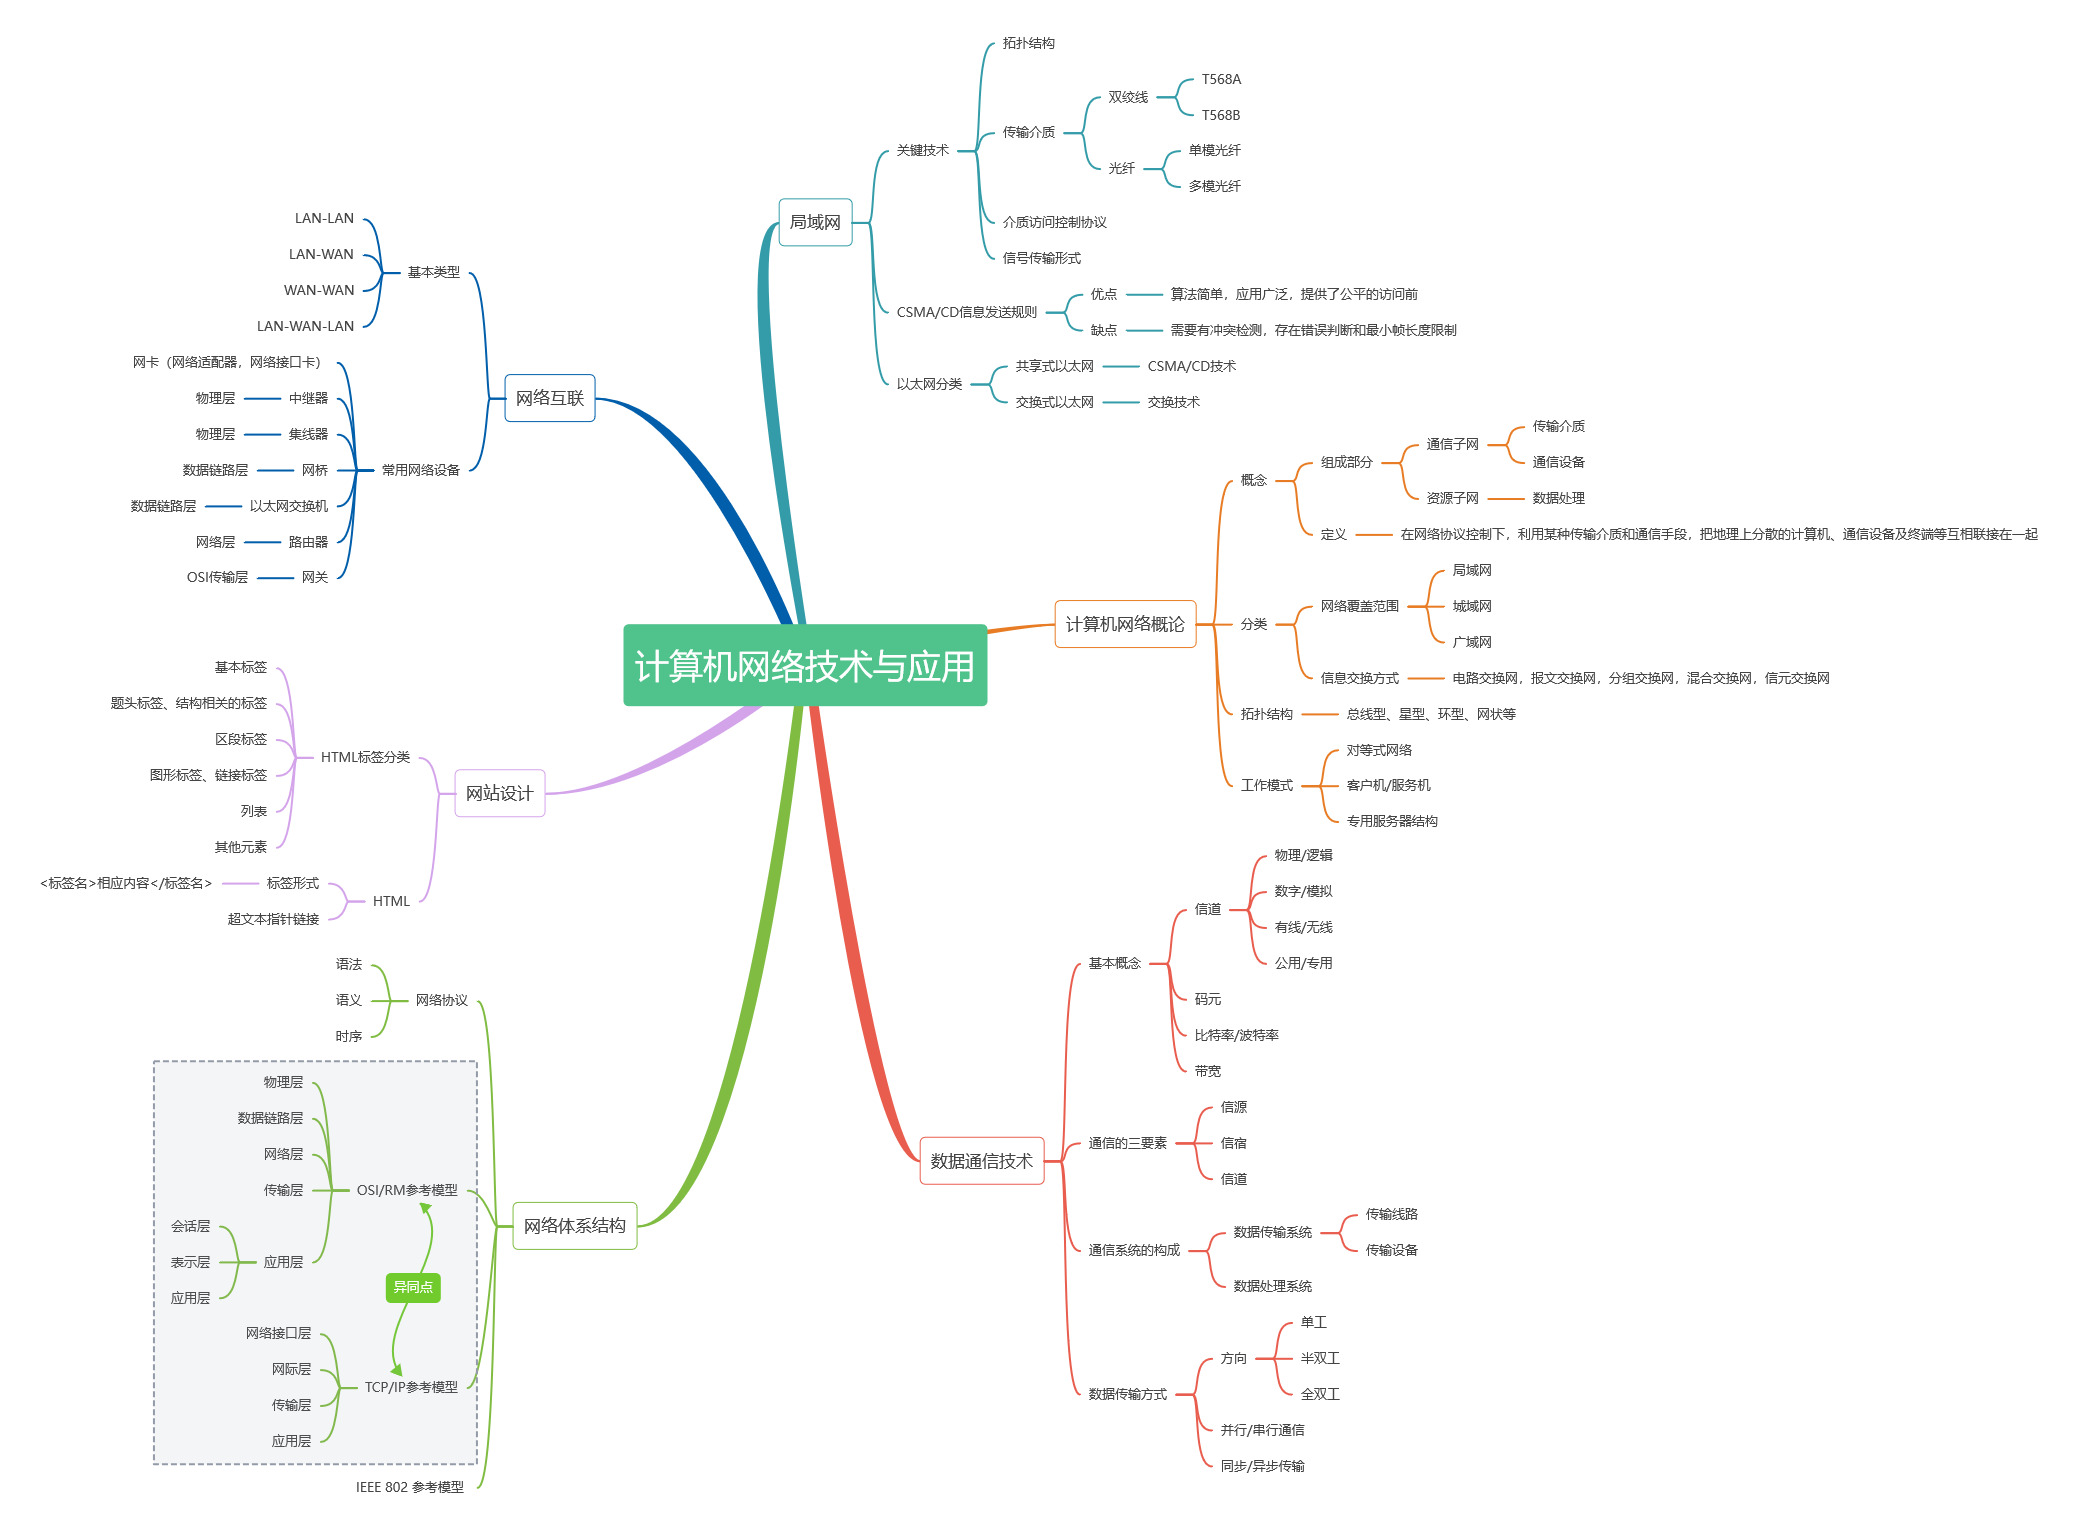 计算机网络技术与应用
局域网
关键技术
拓扑结构
传输介质
双绞线
T568A
T568B
光纤
单模光纤
多模光纤
介质访问控制协议
信号传输形式
CSMA/CD信息发送规则
优点
算法简单，应用广泛，提供了公平的访问前
缺点
需要有冲突检测，存在错误判断和最小帧长度限制
以太网分类
共享式以太网
CSMA/CD技术
交换式以太网
交换技术
计算机网络概论
概念
组成部分
通信子网
传输介质
通信设备
资源子网
数据处理
定义
在网络协议控制下，利用某种传输介质和通信手段，把地理上分散的计算机、通信设备及终端等互相联接在一起
分类
网络覆盖范围
局域网
城域网
广域网
信息交换方式
电路交换网，报文交换网，分组交换网，混合交换网，信元交换网
拓扑结构
总线型、星型、环型、网状等
工作模式
对等式网络
客户机/服务机
专用服务器结构
数据通信技术
基本概念
信道
物理/逻辑
数字/模拟
有线/无线
公用/专用
码元
比特率/波特率
带宽
通信的三要素
信源
信宿
信道
通信系统的构成
数据传输系统
传输线路
传输设备
数据处理系统
数据传输方式
方向
单工
半双工
全双工
并行/串行通信
同步/异步传输
网络互联
基本类型
LAN-LAN
LAN-WAN
WAN-WAN
LAN-WAN-LAN
常用网络设备
网卡（网络适配器，网络接口卡）
中继器
物理层
集线器
物理层
网桥
数据链路层
以太网交换机
数据链路层
路由器
网络层
网关
OSI传输层
网站设计
HTML标签分类
基本标签
题头标签、结构相关的标签
区段标签
图形标签、链接标签
列表
其他元素
HTML
标签形式
<标签名>相应内容</标签名>
超文本指针链接
网络体系结构
网络协议
语法
语义
时序
OSI/RM参考模型
物理层
数据链路层
网络层
传输层
应用层
会话层
表示层
应用层
异同点
TCP/IP参考模型
网络接口层
网际层
传输层
应用层
IEEE 802 参考模型